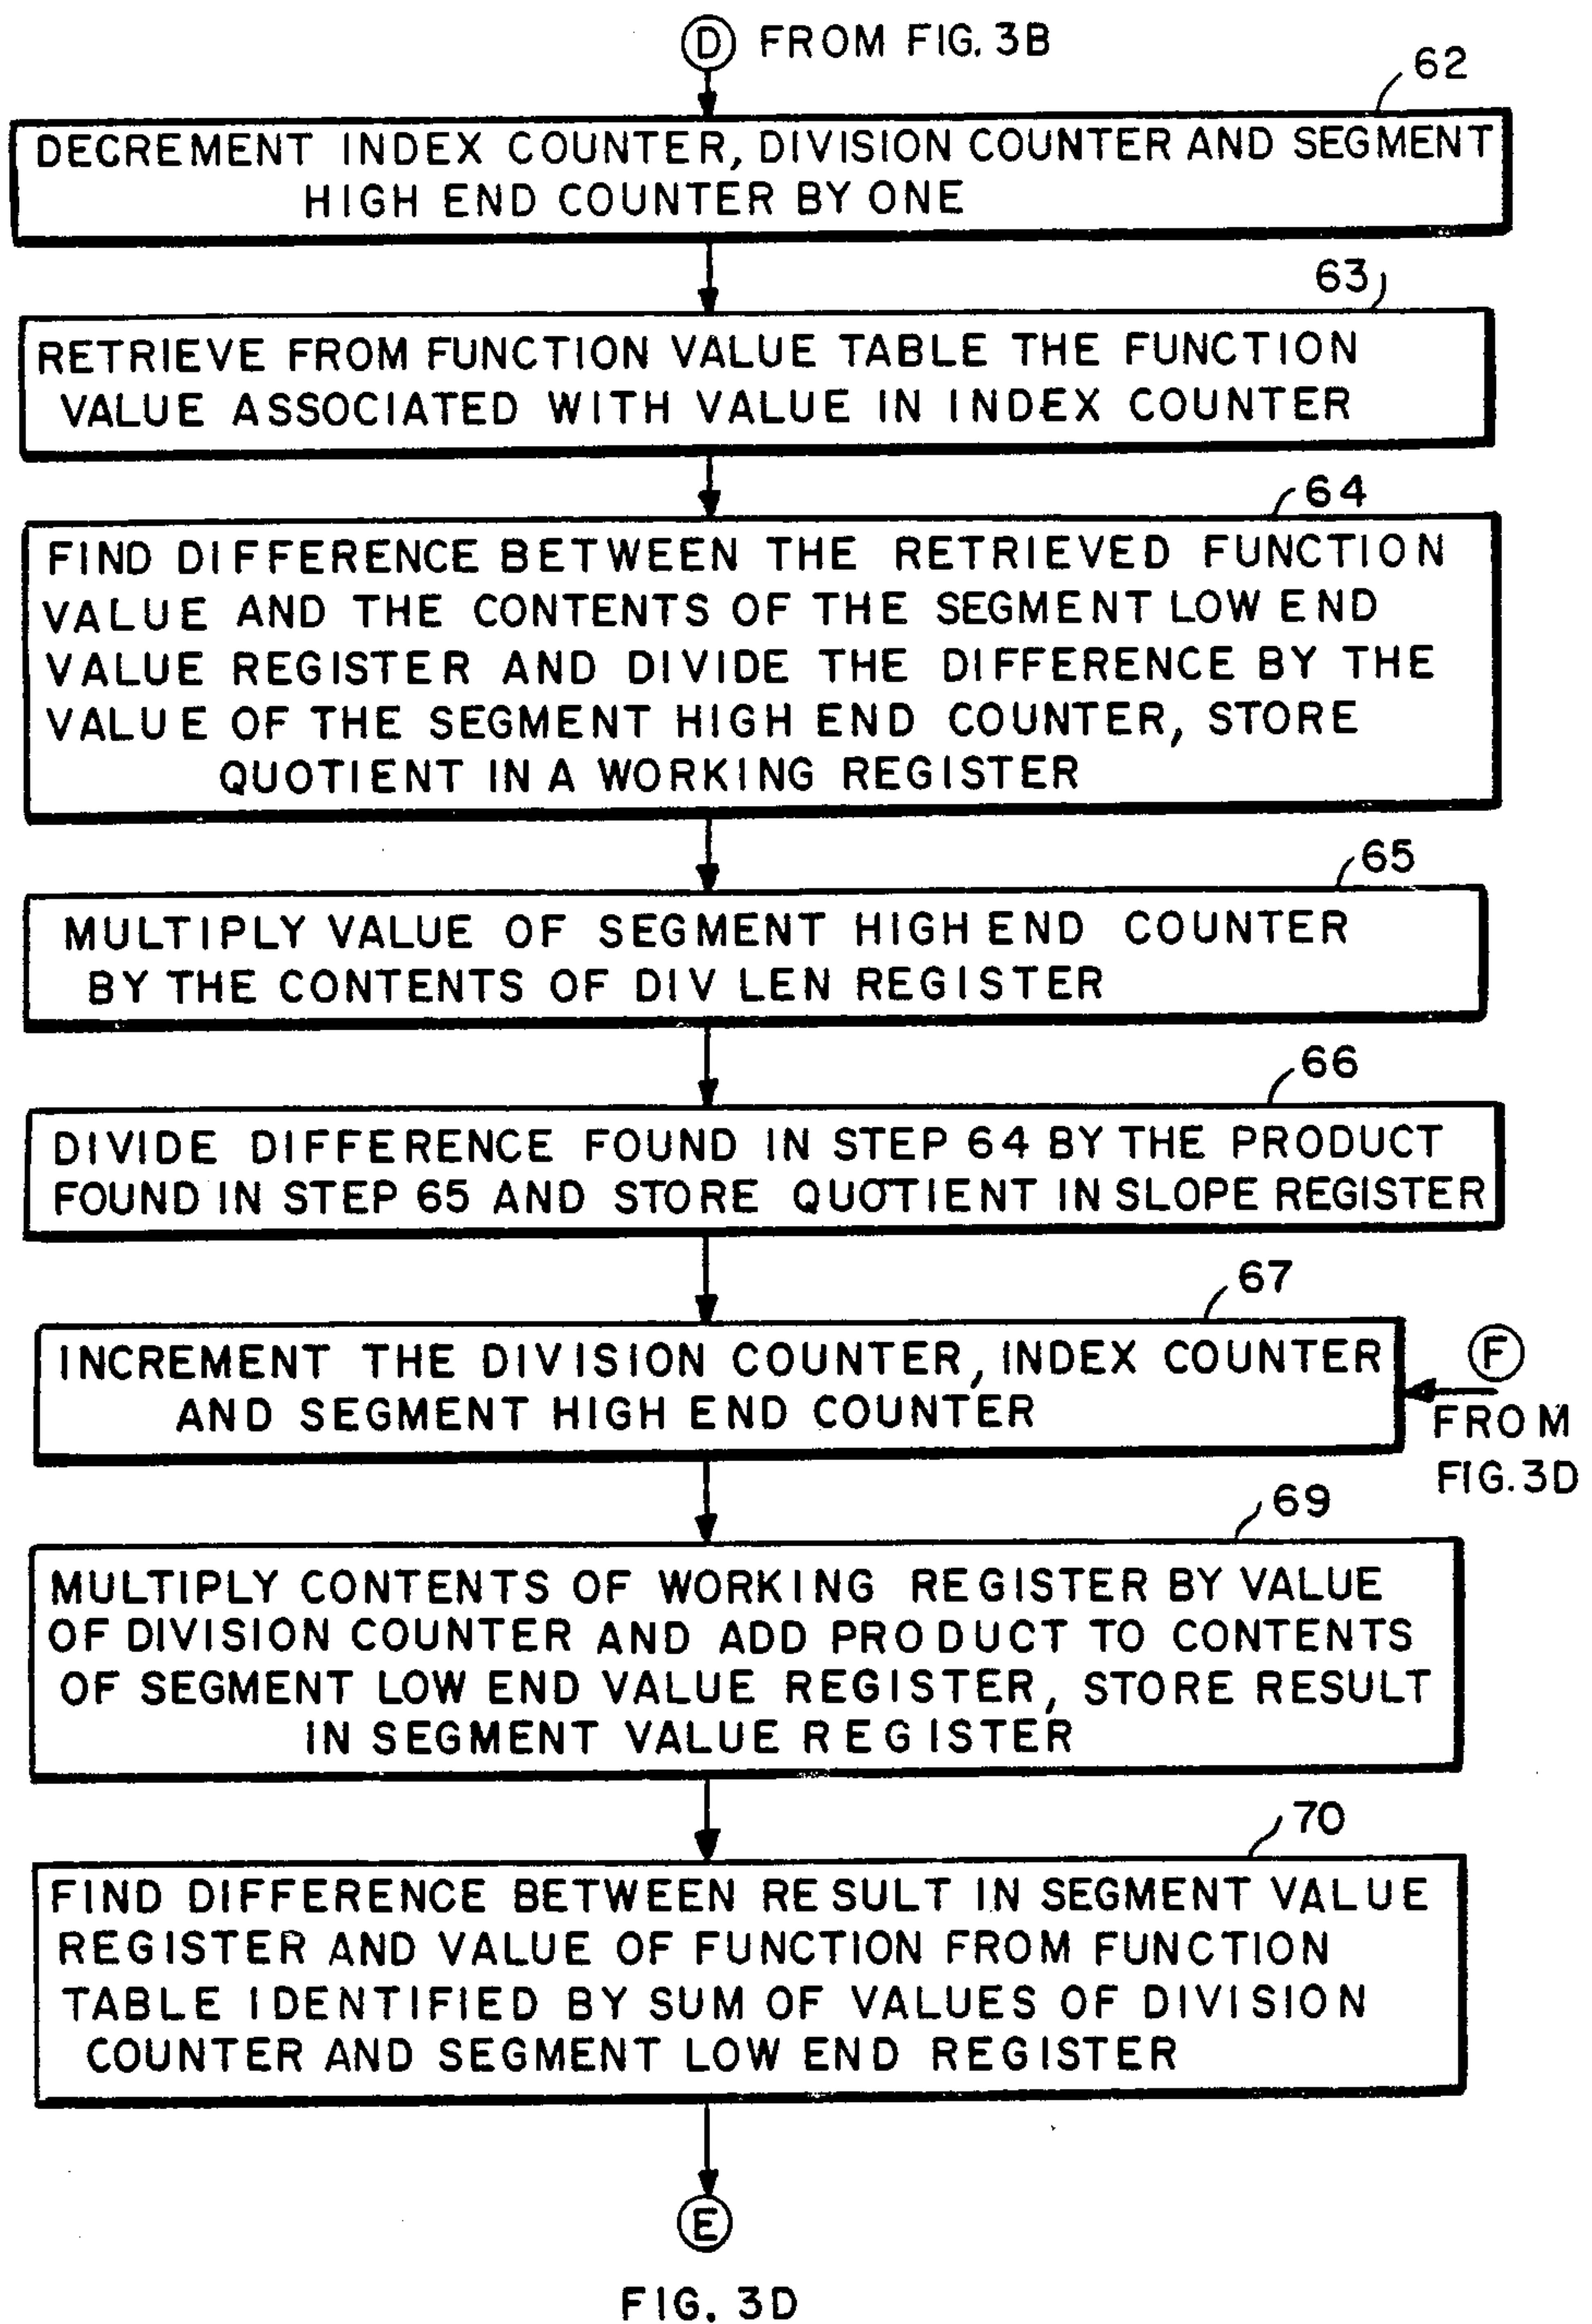 D FROM FIG. 3B
62
DECREMENT INDEX COUNTER, DIVISION COUNTER AND SEGMENT
HIGH END COUNTER BY ONE
63
RETRIEVE FROM FUNCTION VALUE TABLE THE FUNCTION
VALUE ASSOCIATED WITH VALUE IN INDEX COUNTER
64
FIND DIFFERENCE BETWEEN THE RETRIEVED FUNCTION
VALUE AND THE CONTENTS OF THE SEGMENT LOW END
VALUE REGISTER AND DIVIDE THE DIFFERENCE BY THE
VALUE OF THE SEGMENT HIGH END COUNTER, STORE
QUOTIENT IN A WORKING REGISTER
65
MULTIPLY VALUE OF SEGMENT HIGH END COUNTER
BY THE CONTENTS OF DIV LEN REGISTER
66
DIVIDE DIFFERENCE FOUND IN STEP 64 BY THE PRODUCT
FOUND IN STEP 65 AND STORE QUOTIENT IN SLOPE REGISTER
67
INCREMENT THE DIVISION COUNTER, INDEX COUNTER
AND SEGMENT HIGH END COUNTER
F
FROM
FIG. 3D
69
MULTIPLY CONTENTS OF WORKING REGISTER BY VALUE
OF DIVISION COUNTER AND ADD PRODUCT TO CONTENTS
OF SEGMENT LOW END VALUE REGISTER, STORE RESULT
IN SEGMENT VALUE REGISTER
70
FIND DIFFERENCE BETWEEN RESULT IN SEGMENT VALUE
REGISTER AND VALUE OF FUNCTION FROM FUNCTION
TABLE IDENTIFIED BY SUM OF VALUES OF DIVISION
COUNTER AND SEGMENT LOW END REGISTER
E
FIG. 3D